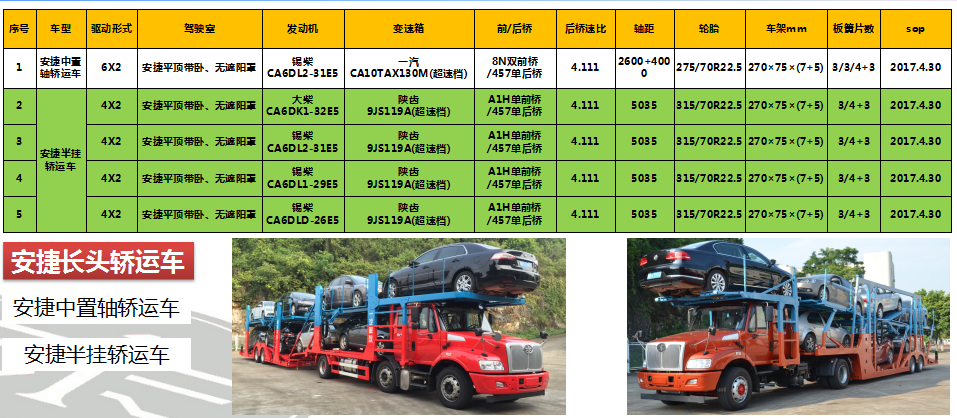 序号 车型 驱动形式 驾驶室 发动机 变速箱 前/后桥 后桥速比 轴距 轮胎 车架mm 板簧片数 sop
1 安捷中置轴轿运车 6X2 安捷平顶带卧、无遮阳罩 锡柴 CA6DL2-31E5 一汽 CA10TAX130M(超速档) 8N双前桥/457单后桥 4.111 2600+4000 275/70R22.5 270×75×(7+5) 3/3/4+3 2017.4.30
2 安捷半挂轿运车 4X2 安捷平顶带卧、无遮阳罩 大柴 CA6DK1-32E5 陕齿 9JS119A(超速档) A1H单前桥/457单后桥 4.111 5035 315/70R22.5 270×75×(7+5) 3/4+3 2017.4.30
3 4X2 安捷平顶带卧、无遮阳罩 锡柴 CA6DL2-31E5 陕齿 9JS119A(超速档) A1H单前桥/457单后桥 4.111 5035 315/70R22.5 270×75×(7+5) 3/4+3 2017.4.30
4 4X2 安捷平顶带卧、无遮阳罩 锡柴 CA6DL1-29E5 陕齿 9JS119A(超速档) A1H单前桥/457单后桥 4.111 5035 315/70R22.5 270×75×(7+5) 3/4+3 2017.4.30
5 4X2 安捷平顶带卧、无遮阳罩 锡柴 CA6DLD-26E5 陕齿 9JS119A(超速档) A1H单前桥/457单后桥 4.111 5035 315/70R22.5 270×75×(7+5) 3/4+3 2017.4.30
安捷长头轿运车
安捷中置轴轿运车
安捷半挂轿运车